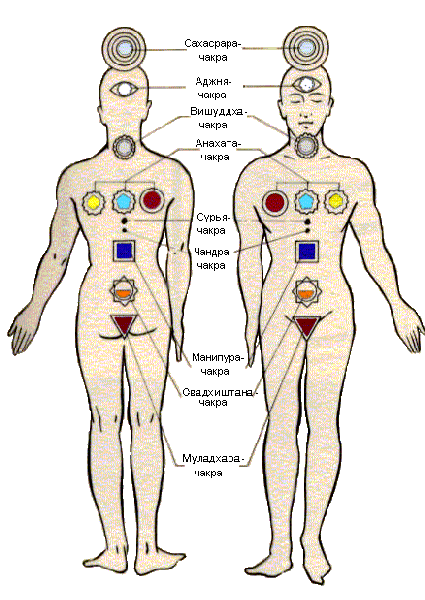 Сахасрара-
чакра
Аджня-
чакра
Вишуддха-
чакра
Анахата-
чакра
Сурья-
чакра
Чандра
чакра
Манипура-
чакра
Свадхиштана-
чакра
Муладхара-
чакра